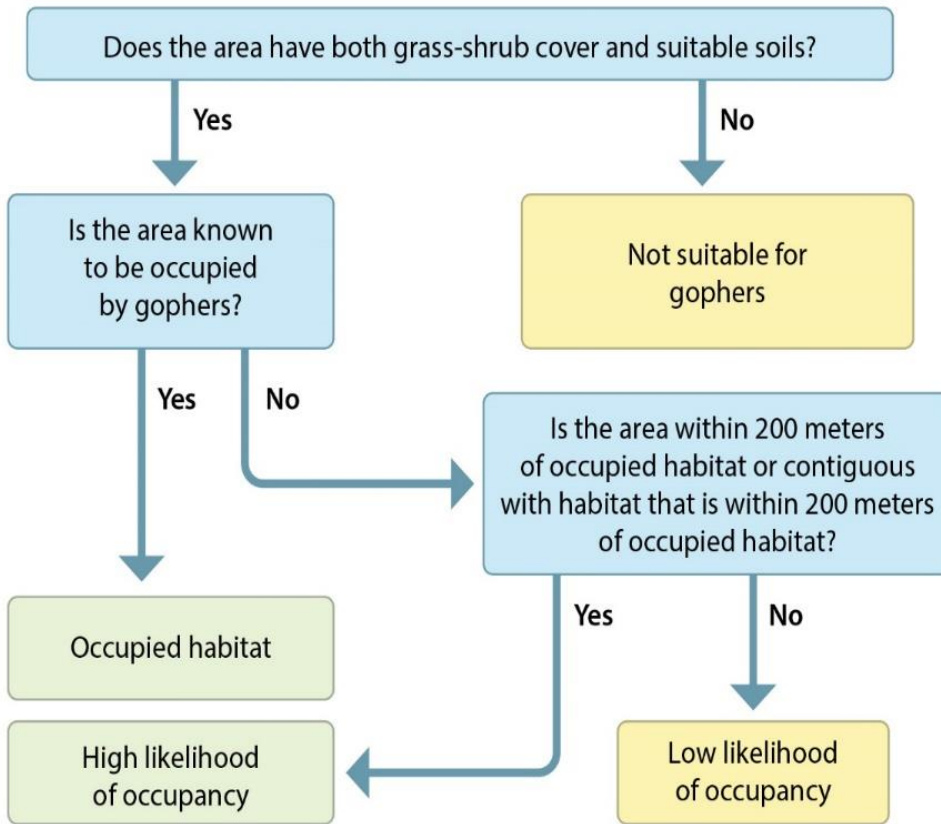 Does the area have both grass-shrub cover and suitable soils?
Yes
No
Is the area known
to be occupied
by gophers?
Not suitable for
gophers
Yes
No
Is the area within 200 meters
of occupied habitat or contiguous
with habitat that is within 200 meters
of occupied habitat?
Yes
No
Occupied habitat
High likelihood
of occupancy
Low likelihood
of occupancy